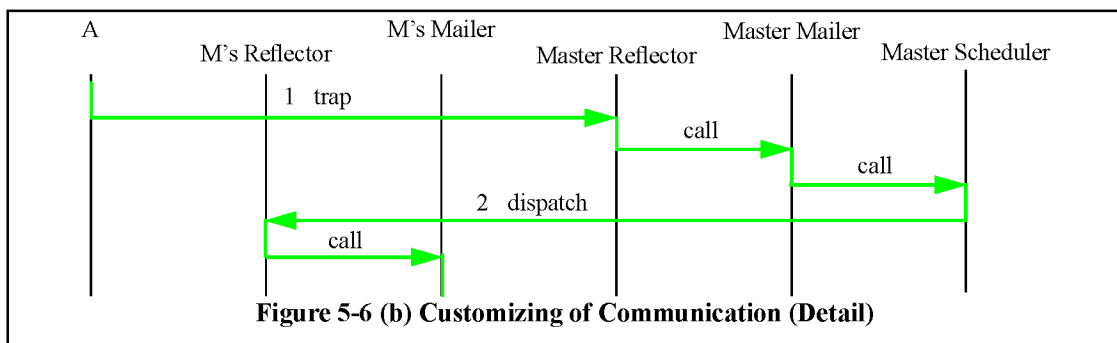 A
M's Reflector
M's Mailer
Master Reflector
Master Mailer
Master Scheduler
1 trap
call
call
2 dispatch
call
Figure 5-6 (b) Customizing of Communication (Detail)